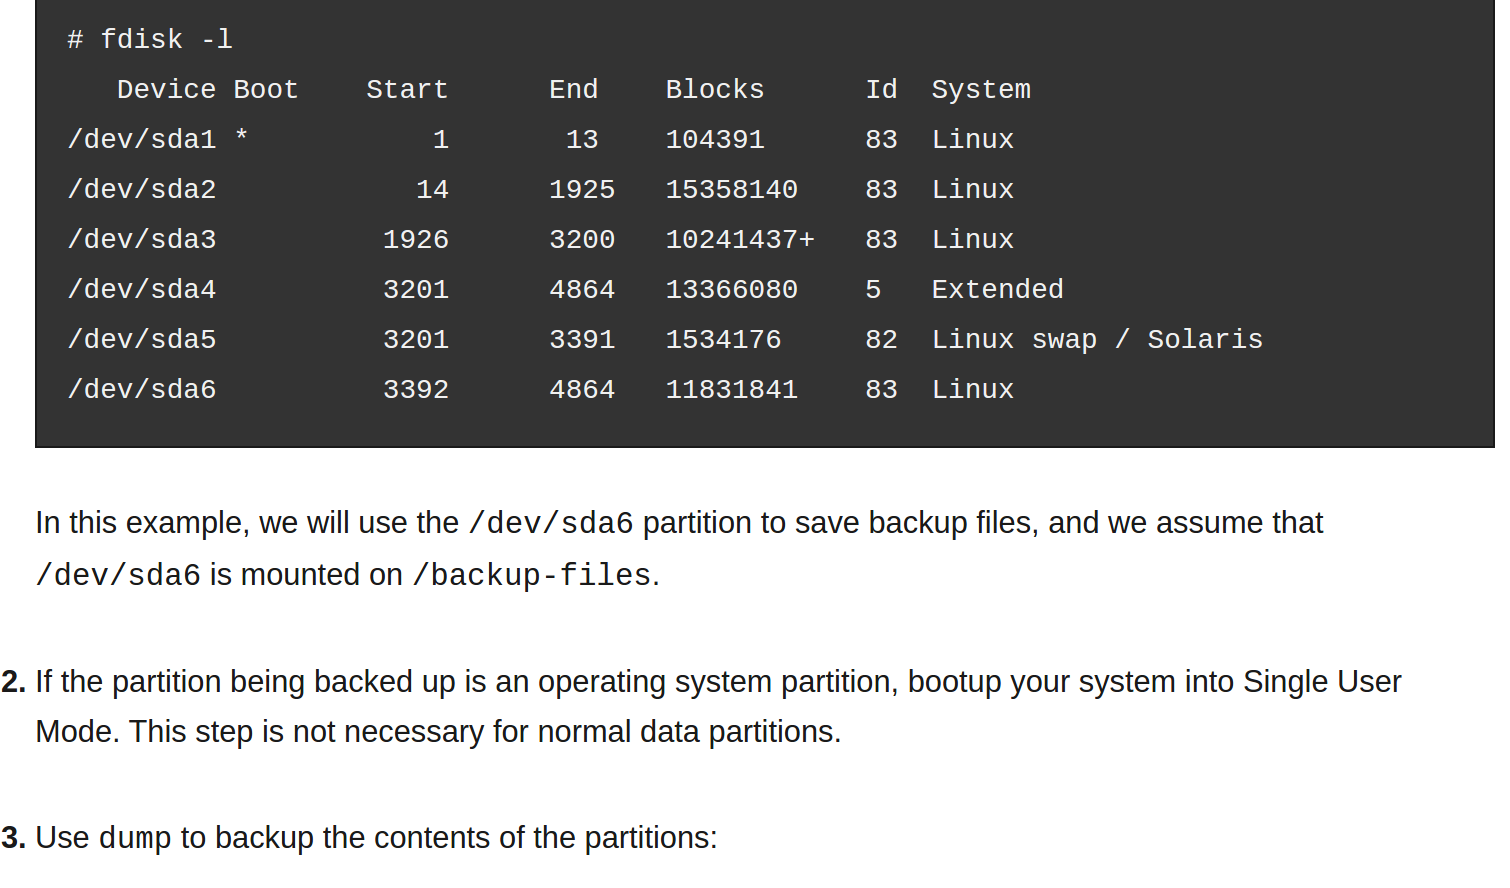 # fdisk -l
   Device Boot    Start      End    Blocks      Id  System
/dev/sda1 *           1       13    104391      83  Linux
/dev/sda2            14      1925   15358140    83  Linux
/dev/sda3          1926      3200   10241437+   83  Linux
/dev/sda4          3201      4864   13366080    5   Extended
/dev/sda5          3201      3391   1534176     82  Linux swap / Solaris
/dev/sda6          3392      4864   11831841    83  Linux
In this example, we will use the /dev/sda6 partition to save backup files, and we assume that
/dev/sda6 is mounted on /backup-files.
2. If the partition being backed up is an operating system partition, bootup your system into Single User
Mode. This step is not necessary for normal data partitions.
3. Use dump to backup the contents of the partitions: